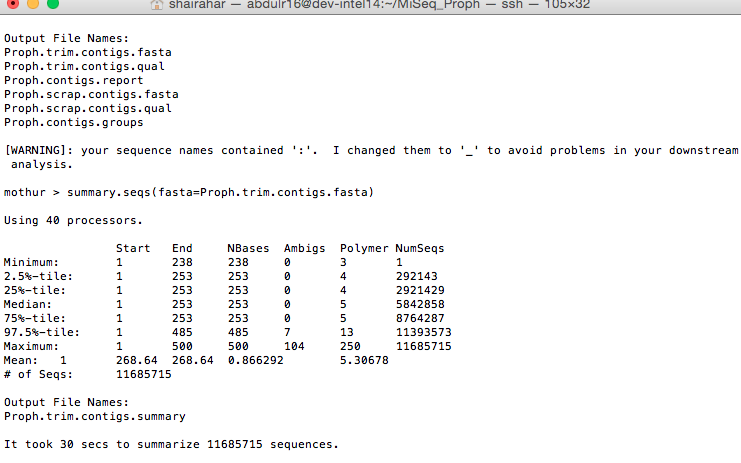 shairahar — abdulr16@dev-intel14:~/MiSeq_Proph — ssh — 105×32
Output File Names:
Proph.trim.contigs.fasta
Proph.trim.contigs.qual
Proph.contigs.report
Proph.scrap.contigs.fasta
Proph.scrap.contigs.qual
Proph.contigs.groups
[WARNING]: your sequence names contained ':'.  I changed them to '_' to avoid problems in your downstream
 analysis.
mothur > summary.seqs(fasta=Proph.trim.contigs.fasta)
Using 40 processors.
Start End NBases Ambigs Polymer NumSeqs
Minimum: 1 238 238 0 3 1
2.5%-tile: 1 253 253 0 4 292143
25%-tile: 1 253 253 0 4 2921429
Median: 1 253 253 0 5 5842858
75%-tile: 1 253 253 0 5 8764287
97.5%-tile: 1 485 485 7 13 11393573
Maximum: 1 500 500 104 250 11685715
Mean: 1 268.64 268.64 0.866292 5.30678
# of Seqs: 11685715
Output File Names:
Proph.trim.contigs.summary
It took 30 secs to summarize 11685715 sequences.